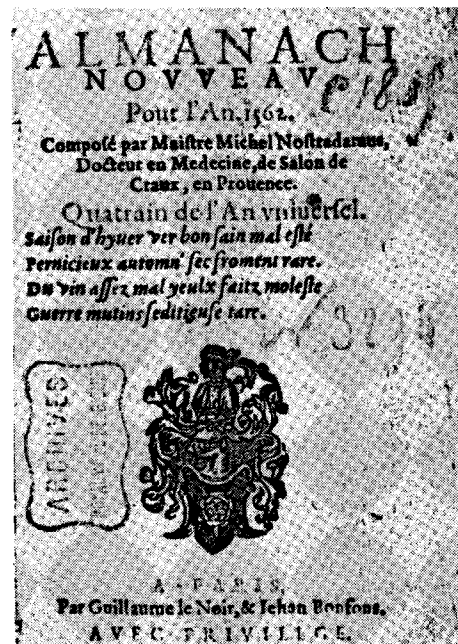 ALMANACH
NOVVEAV
Pour l'An.1562.
Composé par Maistre Michel Nostradamus,
Docteur en Medecine,de Salon de
Craux, en Prouence.
Quatrain de l'An vniuersel.
Saison d'hyuer ver bon sain mal esté
Pernicieux automn' sec froment rare.
Du vin assez mal yeulx faitz moleste
Guerre mutins seditieuse tare.
ARCHIVES
A PARIS,
Par Guillaume le Noir,& Iehan Bonfons,
AVEC PRIVILEGE.